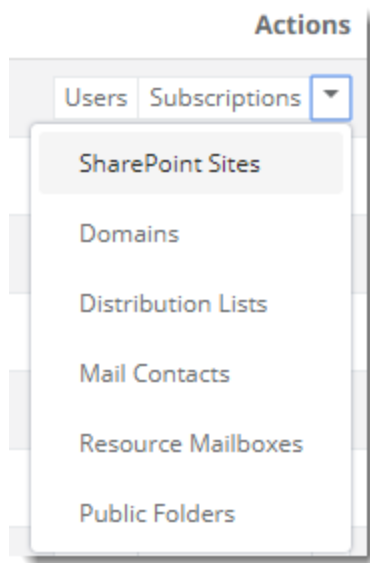 Actions
Users Subscriptions
SharePoint Sites
Domains
Distribution Lists
Mail Contacts
Resource Mailboxes
Public Folders